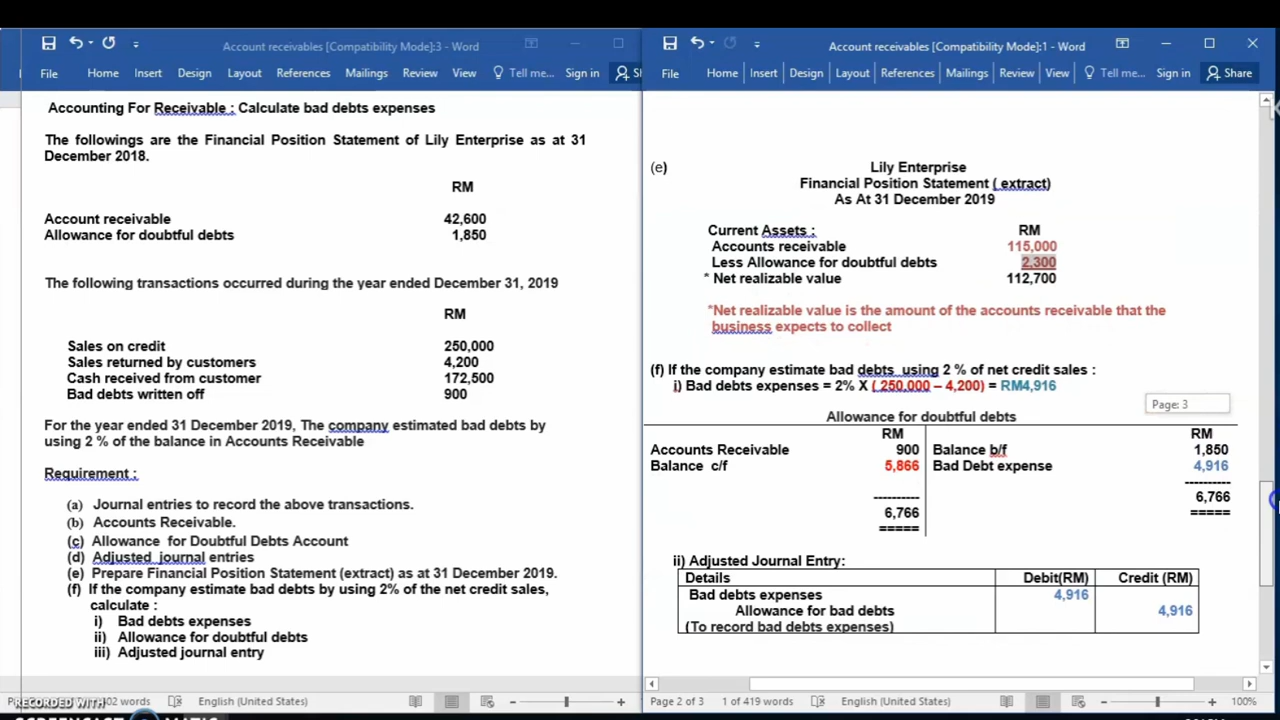 Account receivables [Compatibility Mode]:3 - Word
File Home Insert Design Layout References Mailings Review View Tell me... Sign in
Accounting For Receivable : Calculate bad debts expenses
The followings are the Financial Position Statement of Lily Enterprise as at 31
December 2018.
RM
Account receivable 42,600
Allowance for doubtful debts 1,850
The following transactions occurred during the year ended December 31, 2019
RM
Sales on credit 250,000
Sales returned by customers 4,200
Cash received from customer 172,500
Bad debts written off 900
For the year ended 31 December 2019, The company estimated bad debts by
using 2 % of the balance in Accounts Receivable
Requirement :
(a) Journal entries to record the above transactions.
(b) Accounts Receivable.
(c) Allowance for Doubtful Debts Account
(d) Adjusted journal entries
(e) Prepare Financial Position Statement (extract) as at 31 December 2019.
(f) If the company estimate bad debts by using 2% of the net credit sales,
calculate :
i) Bad debts expenses
ii) Allowance for doubtful debts
iii) Adjusted journal entry
words English (United States)
RECORDED WITH
Account receivables [Compatibility Mode]:1 - Word
File Home Insert Design Layout References Mailings Review View Tell me... Sign in Share
(e) Lily Enterprise
Financial Position Statement ( extract)
As At 31 December 2019
Current Assets : RM
Accounts receivable 115,000
Less Allowance for doubtful debts 2,300
* Net realizable value 112,700
*Net realizable value is the amount of the accounts receivable that the
business expects to collect
(f) If the company estimate bad debts using 2 % of net credit sales :
i) Bad debts expenses = 2% X ( 250,000 – 4,200) = RM4,916
Page: 3
Allowance for doubtful debts
RM RM
Accounts Receivable 900 Balance b/f 1,850
Balance c/f 5,866 Bad Debt expense 4,916
---------- ----------
6,766 6,766
===== =====
ii) Adjusted Journal Entry:
Details Debit(RM) Credit (RM)
Bad debts expenses 4,916
Allowance for bad debts 4,916
(To record bad debts expenses)
Page 2 of 3 1 of 419 words English (United States) 100%